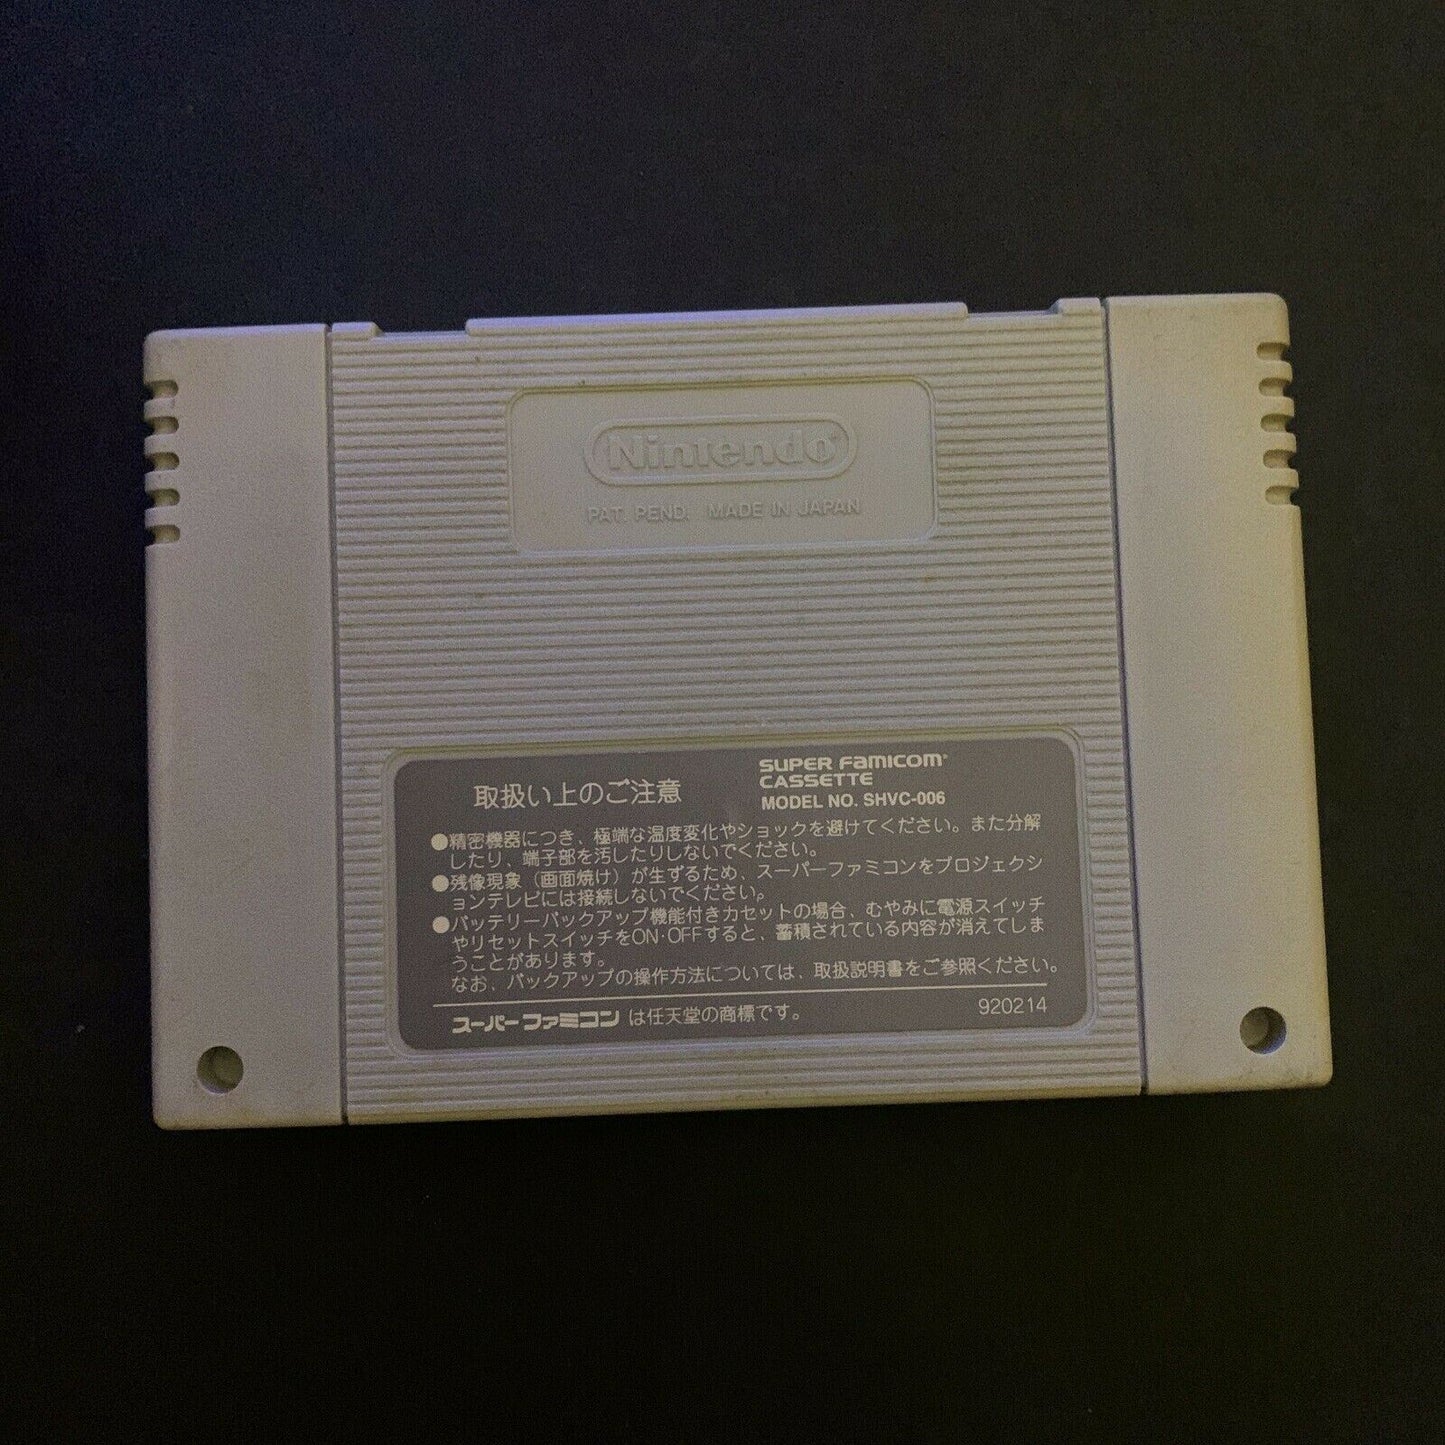 Nintendo®
PAT. PEND. MADE IN JAPAN
取扱い上のご注意
SUPER FAMICOM®
CASSETTE
MODEL NO. SHVC-006
●精密機器につき、極端な温度変化やショックを避けてください。また分解
したり、端子部を汚したりしないでください。
●残像現象（画面焼け）が生ずるため、スーパーファミコンをプロジェクシ
ョンテレビには接続しないでください。
●バッテリーバックアップ機能付きカセットの場合、むやみに電源スイッチ
やリセットスイッチをON・OFFすると、蓄積されている内容が消えてしま
うことがあります。
なお、バックアップの操作方法については、取扱説明書をご参照ください。
スーパーファミコン は任天堂の商標です。
920214